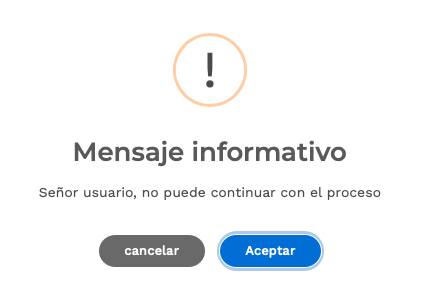 !
Mensaje informativo
Señor usuario, no puede continuar con el proceso
cancelar
Aceptar